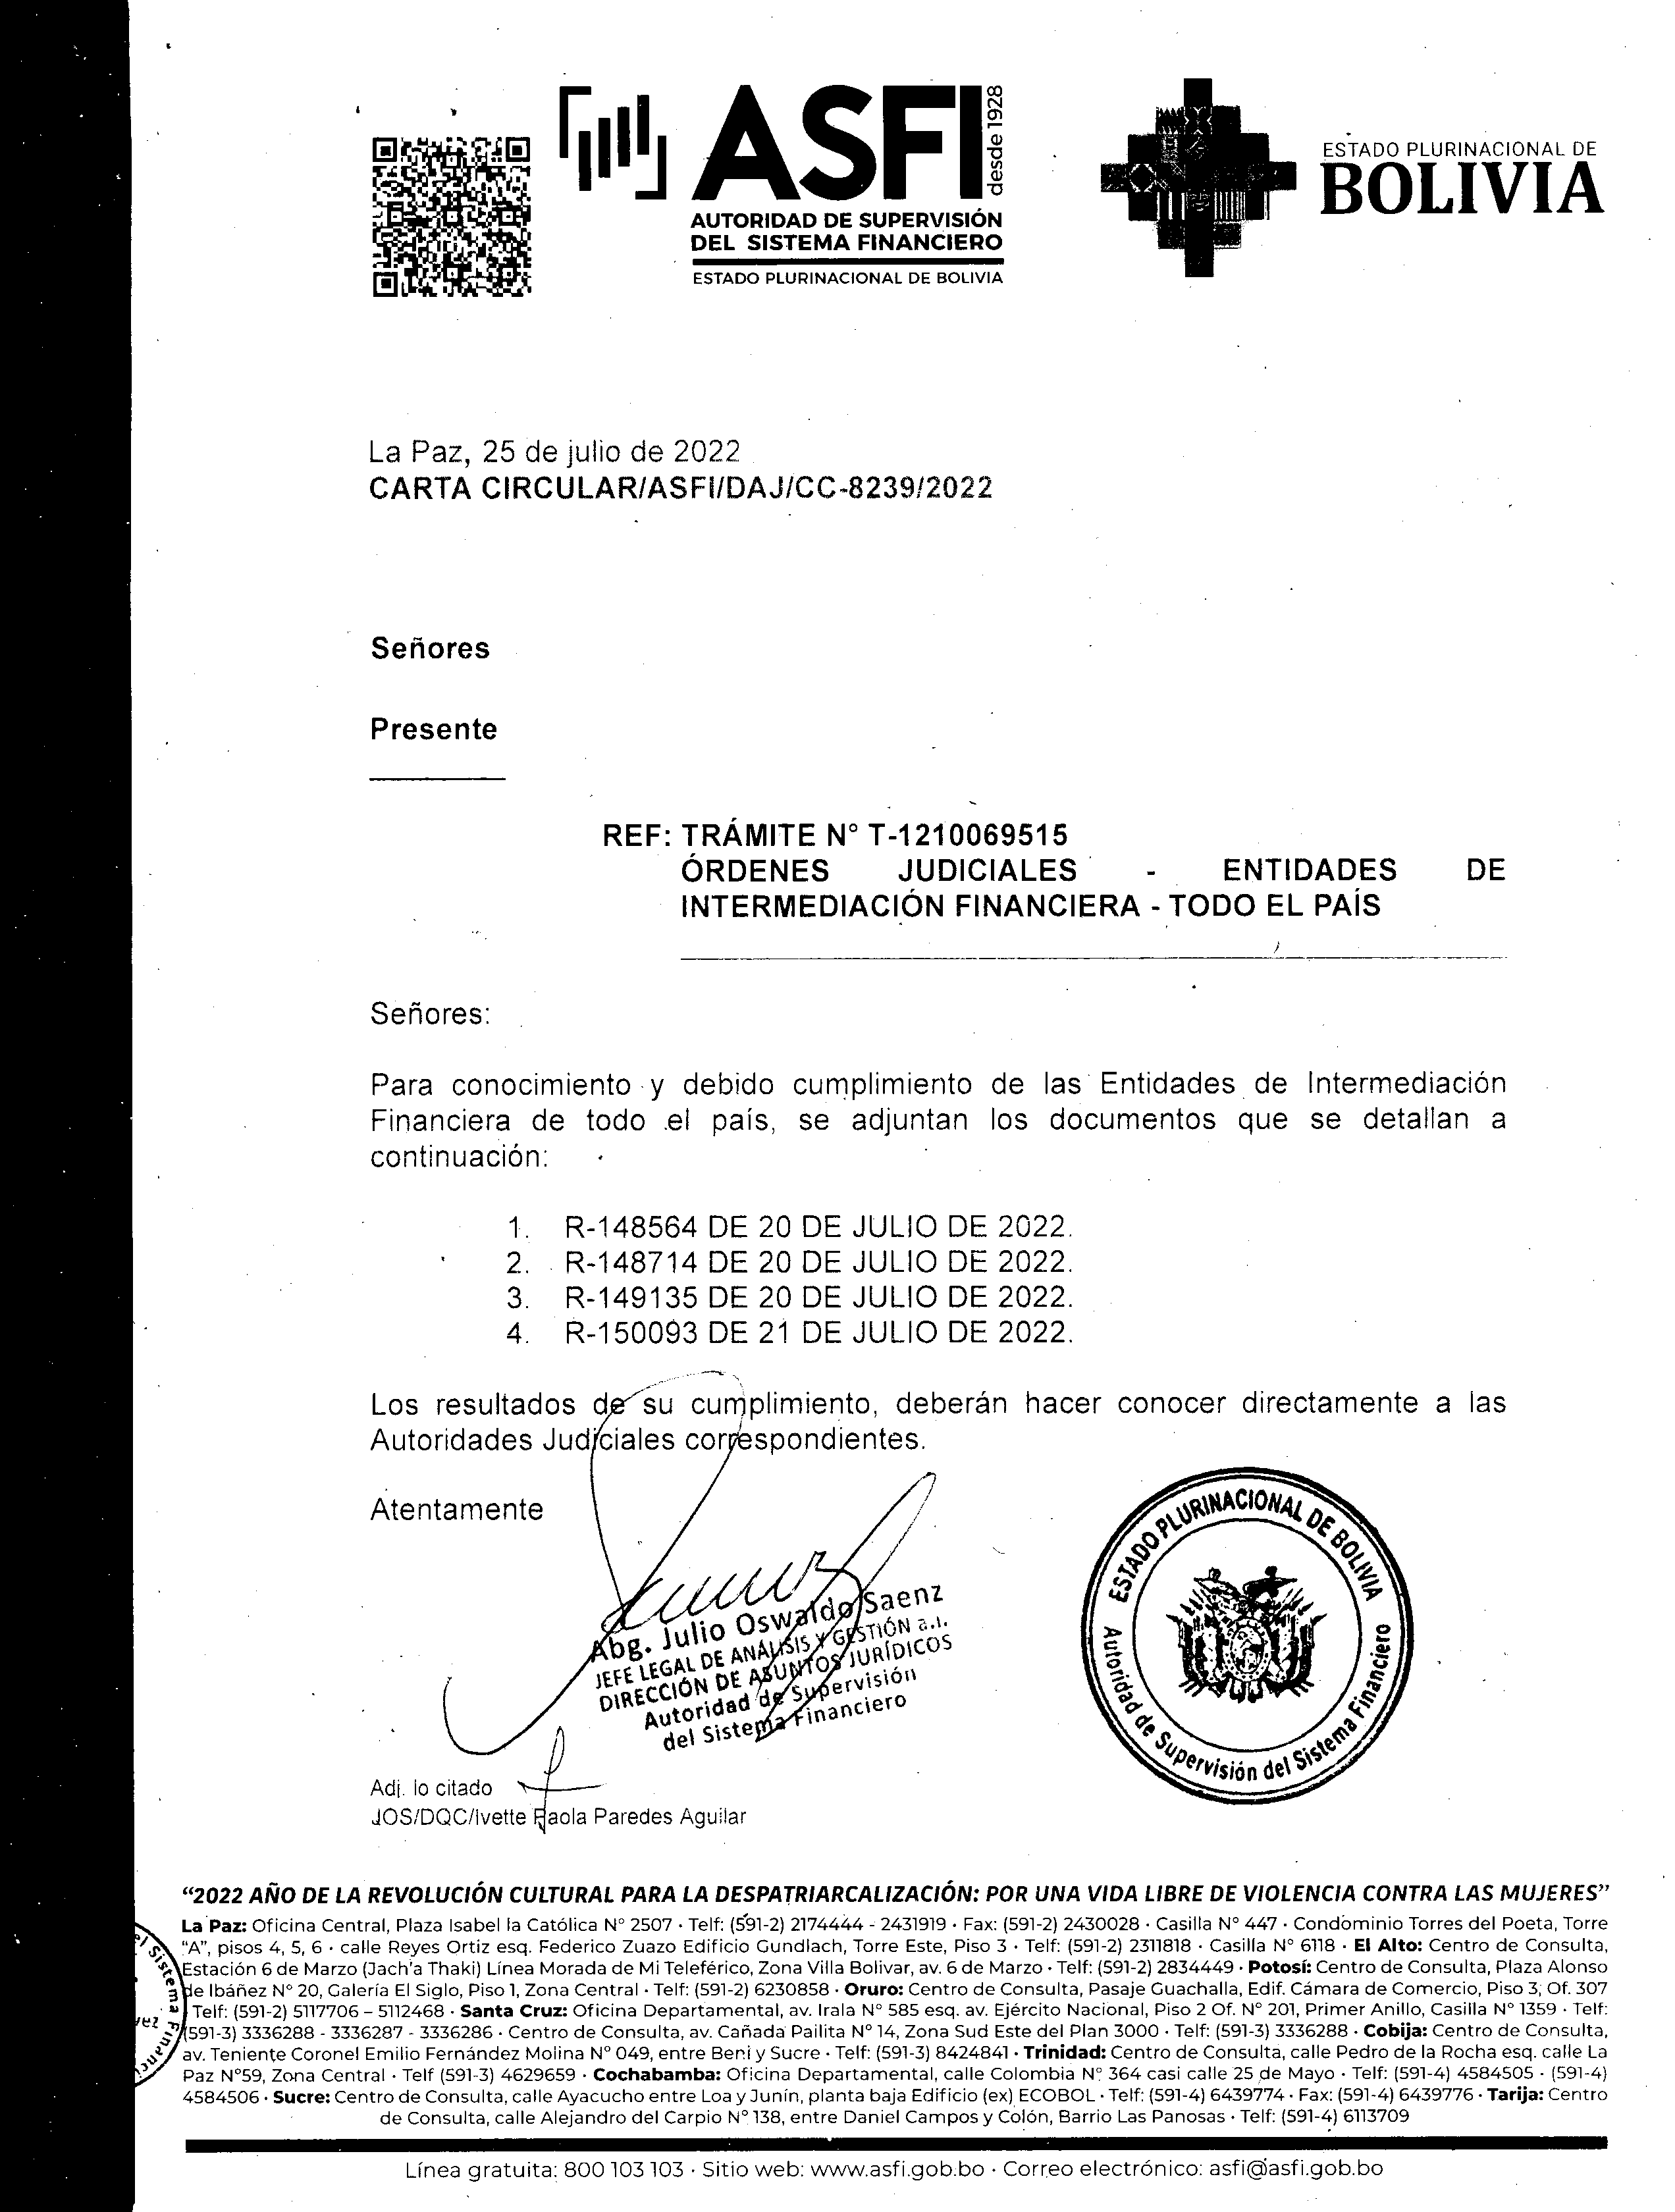 ASFI
desde 1928
AUTORIDAD DE SUPERVISIÓN
DEL SISTEMA FINANCIERO
ESTADO PLURINACIONAL DE BOLIVIA
ESTADO PLURINACIONAL DE
BOLIVIA
La Paz, 25 de julio de 2022
CARTA CIRCULAR/ASFI/DAJ/CC-8239/2022
Señores
Presente
REF: TRÁMITE N° T-1210069515
ÓRDENES JUDICIALES - ENTIDADES DE
INTERMEDIACIÓN FINANCIERA - TODO EL PAÍS
Señores:
Para conocimiento y debido cumplimiento de las Entidades de Intermediación
Financiera de todo el país, se adjuntan los documentos que se detallan a
continuación:
1. R-148564 DE 20 DE JULIO DE 2022.
2. R-148714 DE 20 DE JULIO DE 2022.
3. R-149135 DE 20 DE JULIO DE 2022.
4. R-150093 DE 21 DE JULIO DE 2022.
Los resultados de su cumplimiento, deberán hacer conocer directamente a las
Autoridades Judiciales correspondientes.
Atentamente
Abg. Julio Oswaldo Saenz
JEFE LEGAL DE ANÁLISIS Y GESTIÓN a.i.
DIRECCIÓN DE ASUNTOS JURÍDICOS
Autoridad de Supervisión
del Sistema Financiero
ESTADO PLURINACIONAL DE BOLIVIA
Autoridad de Supervisión del Sistema Financiero
Adj. lo citado
JOS/DQC/Ivette Paola Paredes Aguilar
"2022 AÑO DE LA REVOLUCIÓN CULTURAL PARA LA DESPATRIARCALIZACIÓN: POR UNA VIDA LIBRE DE VIOLENCIA CONTRA LAS MUJERES"
La Paz: Oficina Central, Plaza Isabel la Católica N° 2507 · Telf: (591-2) 2174444 - 2431919 · Fax: (591-2) 2430028 · Casilla N° 447 · Condominio Torres del Poeta, Torre
"A", pisos 4, 5, 6 · calle Reyes Ortiz esq. Federico Zuazo Edificio Gundlach, Torre Este, Piso 3 · Telf: (591-2) 2311818 · Casilla N° 6118 · El Alto: Centro de Consulta,
Estación 6 de Marzo (Jach'a Thaki) Línea Morada de Mi Teleférico, Zona Villa Bolivar, av. 6 de Marzo · Telf: (591-2) 2834449 · Potosí: Centro de Consulta, Plaza Alonso
de Ibáñez N° 20, Galería El Siglo, Piso 1, Zona Central · Telf: (591-2) 6230858 · Oruro: Centro de Consulta, Pasaje Guachalla, Edif. Cámara de Comercio, Piso 3, Of. 307
Telf: (591-2) 5117706 – 5112468 · Santa Cruz: Oficina Departamental, av. Irala N° 585 esq. av. Ejército Nacional, Piso 2 Of. N° 201, Primer Anillo, Casilla N° 1359 · Telf:
(591-3) 3336288 - 3336287 - 3336286 · Centro de Consulta, av. Cañada Pailita N° 14, Zona Sud Este del Plan 3000 · Telf: (591-3) 3336288 · Cobija: Centro de Consulta,
av. Teniente Coronel Emilio Fernández Molina N° 049, entre Beni y Sucre · Telf: (591-3) 8424841 · Trinidad: Centro de Consulta, calle Pedro de la Rocha esq. calle La
Paz N°59, Zona Central · Telf (591-3) 4629659 · Cochabamba: Oficina Departamental, calle Colombia N° 364 casi calle 25 de Mayo · Telf: (591-4) 4584505 · (591-4)
4584506 · Sucre: Centro de Consulta, calle Ayacucho entre Loa y Junín, planta baja Edificio (ex) ECOBOL · Telf: (591-4) 6439774 · Fax: (591-4) 6439776 · Tarija: Centro
de Consulta, calle Alejandro del Carpio N° 138, entre Daniel Campos y Colón, Barrio Las Panosas · Telf: (591-4) 6113709
Línea gratuita: 800 103 103 · Sitio web: www.asfi.gob.bo · Correo electrónico: asfi@asfi.gob.bo